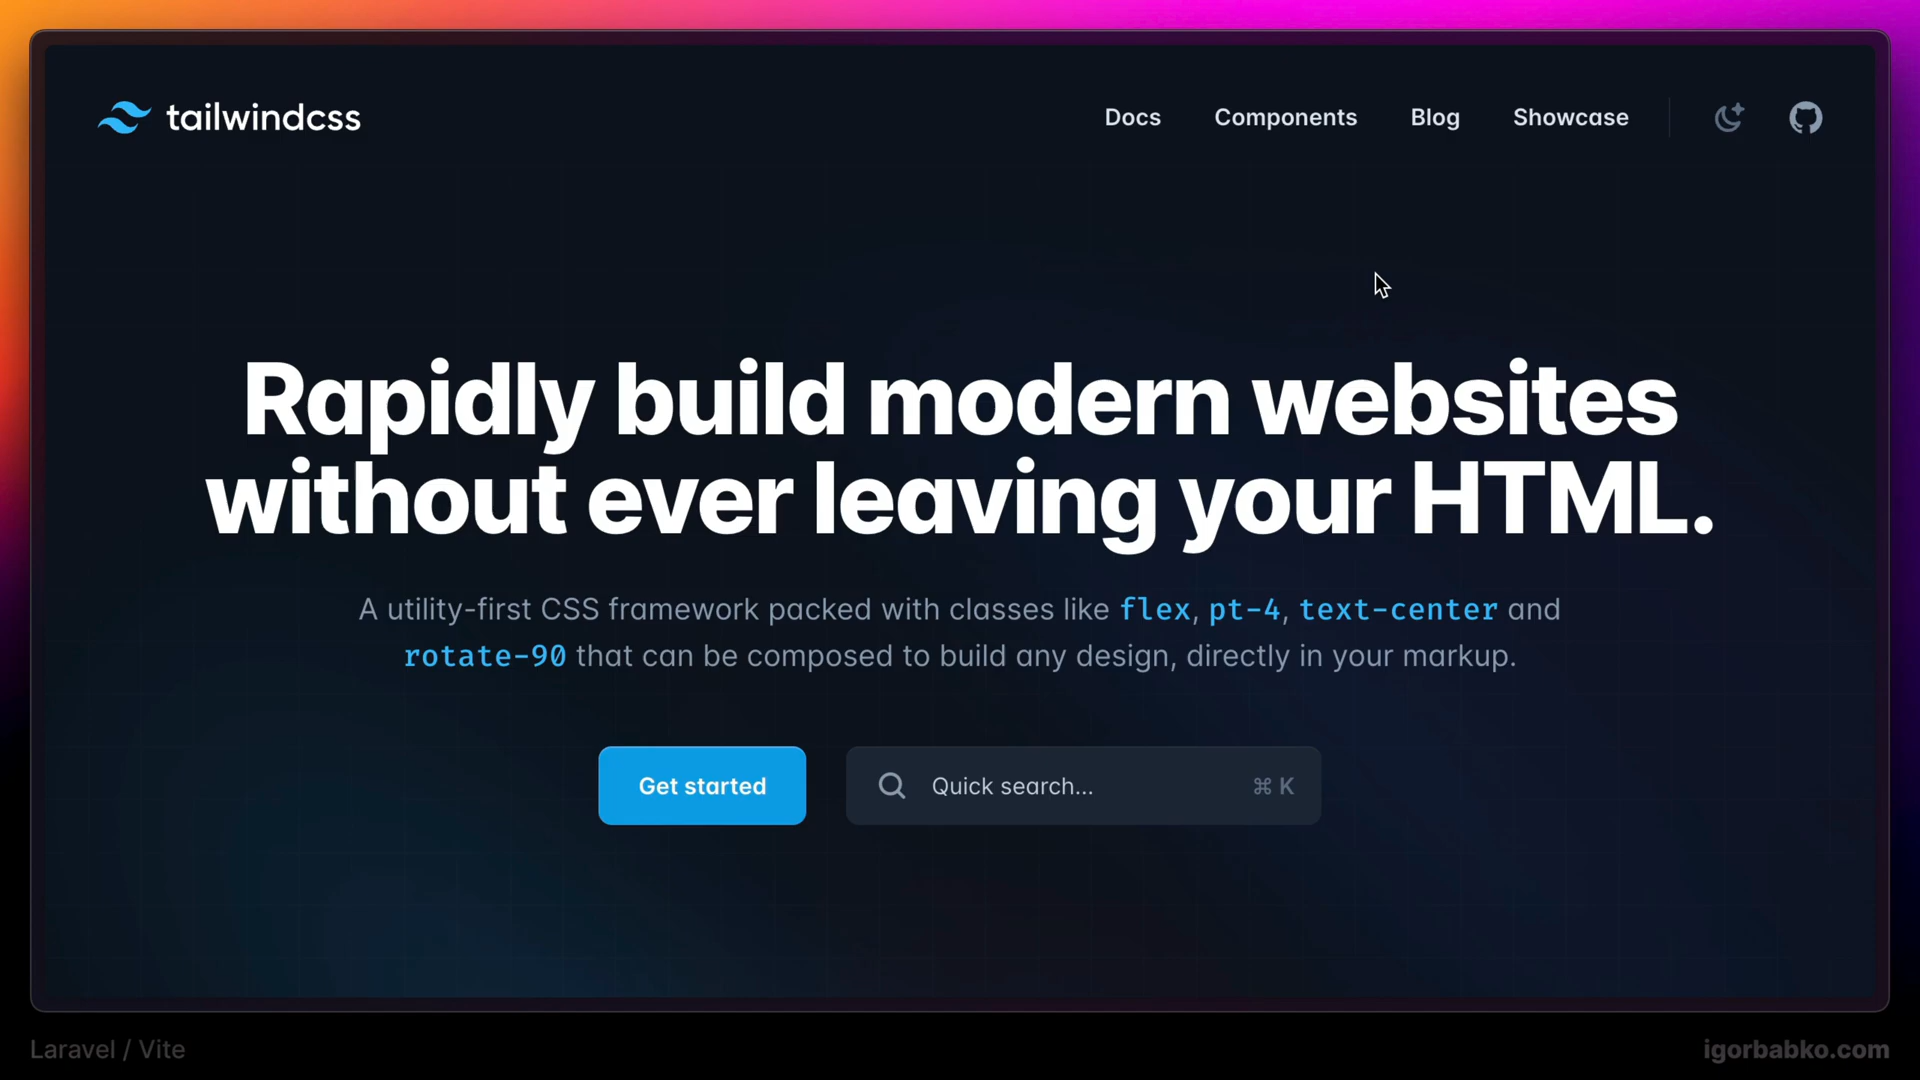 tailwindcss
Docs Components Blog Showcase
Rapidly build modern websites
without ever leaving your HTML.
A utility-first CSS framework packed with classes like flex, pt-4, text-center and
rotate-90 that can be composed to build any design, directly in your markup.
Get started
Quick search... ⌘ K
Laravel / Vite
igorbabko.com